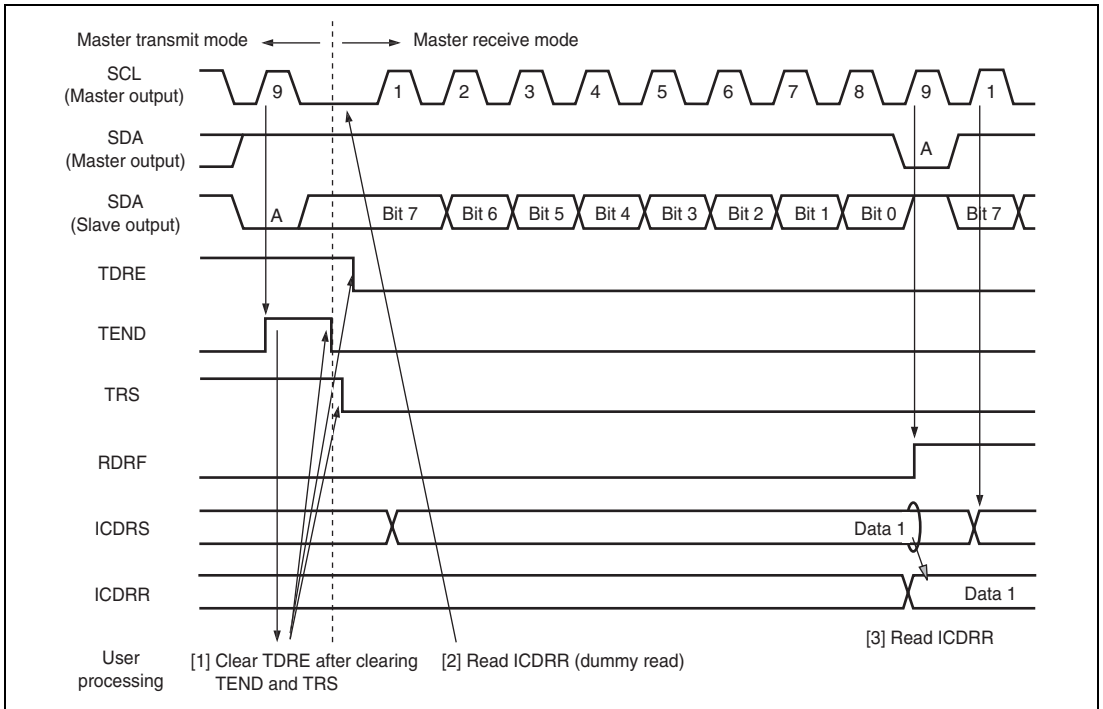 Master transmit mode
Master receive mode
SCL
(Master output)
9
1
2
3
4
5
6
7
8
9
1
SDA
(Master output)
A
SDA
(Slave output)
A
Bit 7
Bit 6
Bit 5
Bit 4
Bit 3
Bit 2
Bit 1
Bit 0
Bit 7
TDRE
TEND
TRS
RDRF
ICDRS
Data 1
ICDRR
Data 1
User
processing
[1] Clear TDRE after clearing
TEND and TRS
[2] Read ICDRR (dummy read)
[3] Read ICDRR